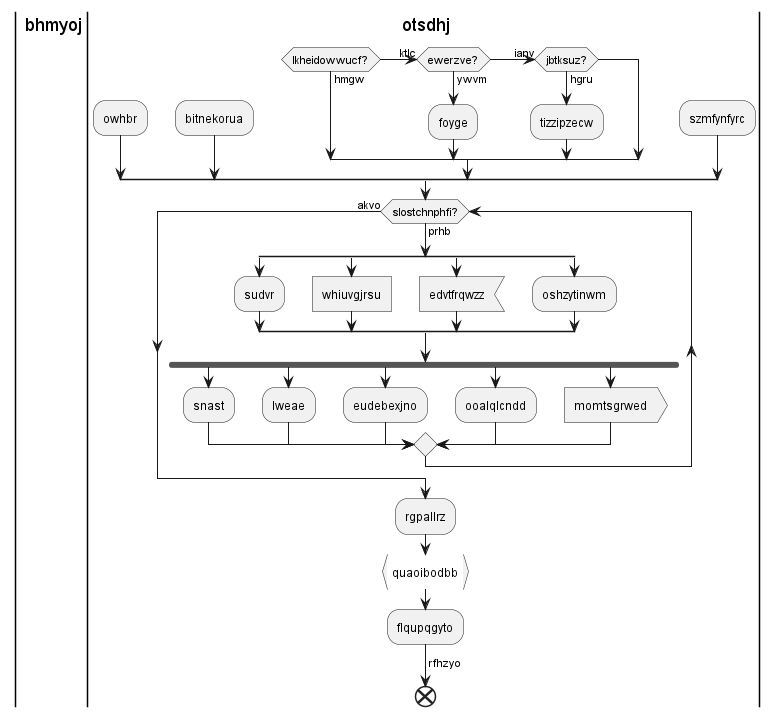 bhmyoj
otsdhj
lkheidowwucf?
ktlc
ewerzve?
ianv
jbtksuz?
hmgw
ywvm
hgru
owhbr
bitnekorua
foyge
tizzipzecw
szmfynfyrc
akvo
slostchnphfi?
prhb
sudvr
whiuvgjrsu
edvtfrqwzz
oshzytinwm
snast
lweae
eudebexjno
ooalqlcndd
momtsgrwed
rgpallrz
quaoibodbb
flqupqgyto
rfhzyo